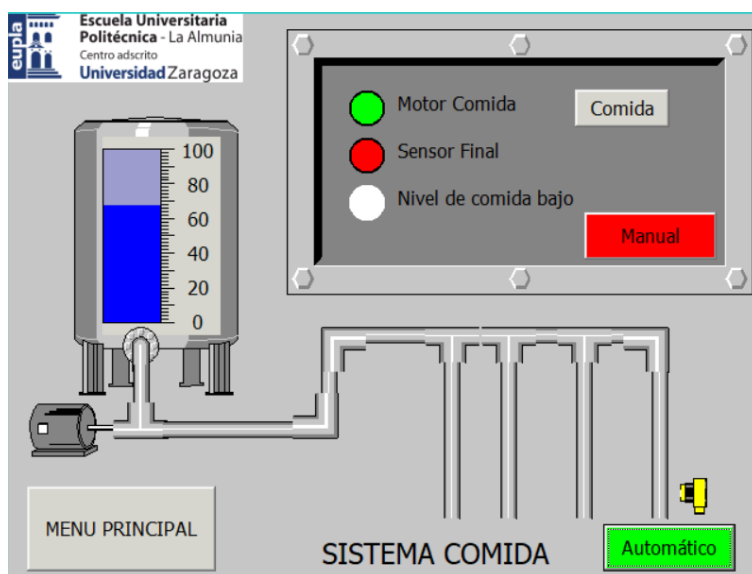 eupla
Escuela Universitaria
Politécnica - La Almunia
Centro adscrito
Universidad Zaragoza
Motor Comida
Comida
Sensor Final
Nivel de comida bajo
Manual
100
80
60
40
20
0
MENU PRINCIPAL
SISTEMA COMIDA
Automático